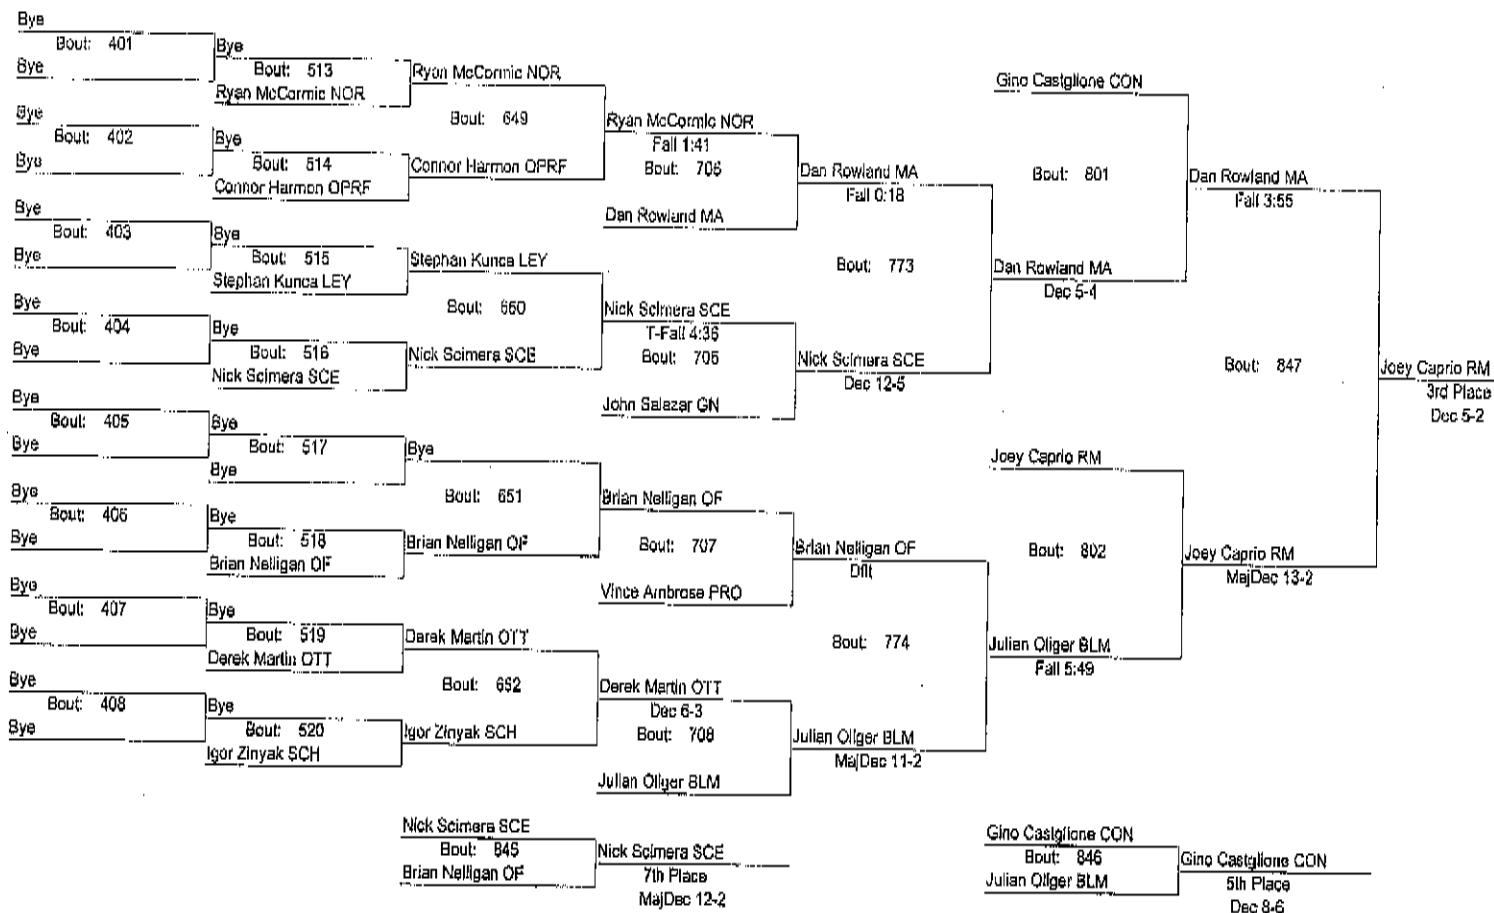 Bye
Bout: 401
Bye
Bye
Bout: 402
Bye
Bye
Bout: 403
Bye
Bye
Bout: 404
Bye
Bye
Bout: 405
Bye
Bye
Bout: 406
Bye
Bye
Bout: 407
Bye
Bye
Bout: 408
Bye
Bye
Bout: 513
Ryan McCormic NOR
Bye
Bout: 514
Connor Harmon OPRF
Bye
Bout: 515
Stephan Kunca LEY
Bye
Bout: 516
Nick Scimera SCE
Bye
Bout: 517
Bye
Bye
Bout: 518
Brian Nelligan OF
Bye
Bout: 519
Derek Martin OTT
Bye
Bout: 520
Igor Zinyak SCH
Ryan McCormic NOR
Bout: 649
Connor Harmon OPRF
Stephan Kunca LEY
Bout: 650
Nick Scimera SCE
Bye
Bout: 651
Brian Nelligan OF
Derek Martin OTT
Bout: 652
Igor Zinyak SCH
Ryan McCormic NOR
Fall 1:41
Bout: 705
Dan Rowland MA
Nick Scimera SCE
T-Fall 4:36
Bout: 706
John Salazar GN
Brian Nelligan OF
Bout: 707
Vince Ambrose PRO
Derek Martin OTT
Dec 6-3
Bout: 708
Julian Oliger BLM
Dan Rowland MA
Fall 0:18
Bout: 773
Nick Scimera SCE
Dec 12-5
Brian Nelligan OF
Dflt
Bout: 774
Julian Oliger BLM
MajDec 11-2
Gino Castglione CON
Bout: 801
Dan Rowland MA
Dec 5-4
Joey Caprio RM
Bout: 802
Julian Oliger BLM
Fall 5:49
Dan Rowland MA
Fall 3:55
Bout: 847
Joey Caprio RM
MajDec 13-2
Joey Caprio RM
3rd Place
Dec 5-2
Nick Scimera SCE
Bout: 845
Brian Nelligan OF
Nick Scimera SCE
7th Place
MajDec 12-2
Gino Castglione CON
Bout: 846
Julian Oliger BLM
Gino Castglione CON
5th Place
Dec 8-6